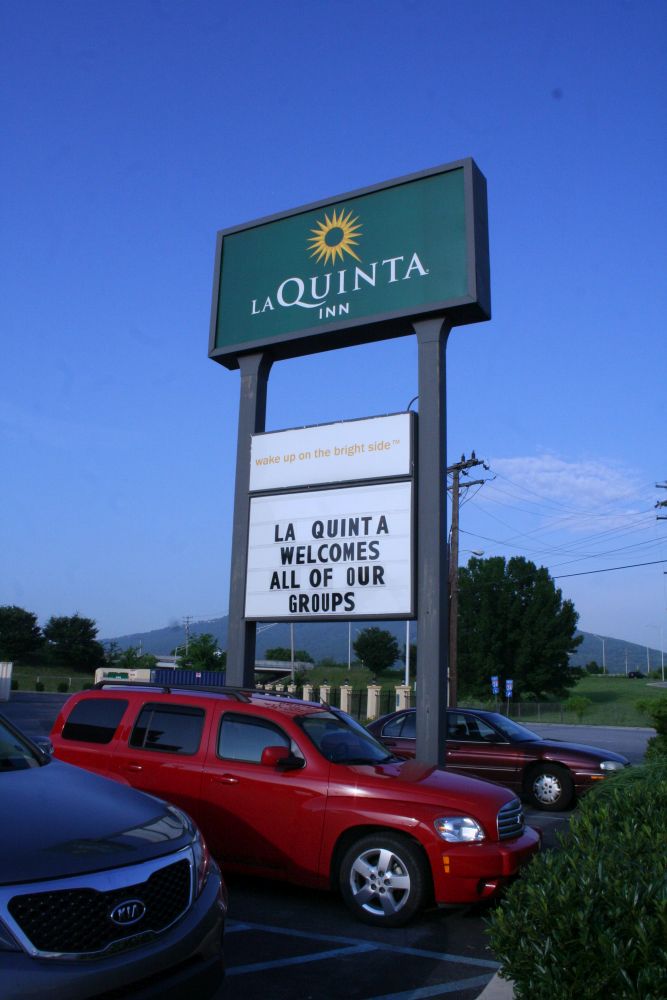 LA QUINTA
INN
wake up on the bright side™
LA QUINTA
WELCOMES
ALL OF OUR
GROUPS
KIA